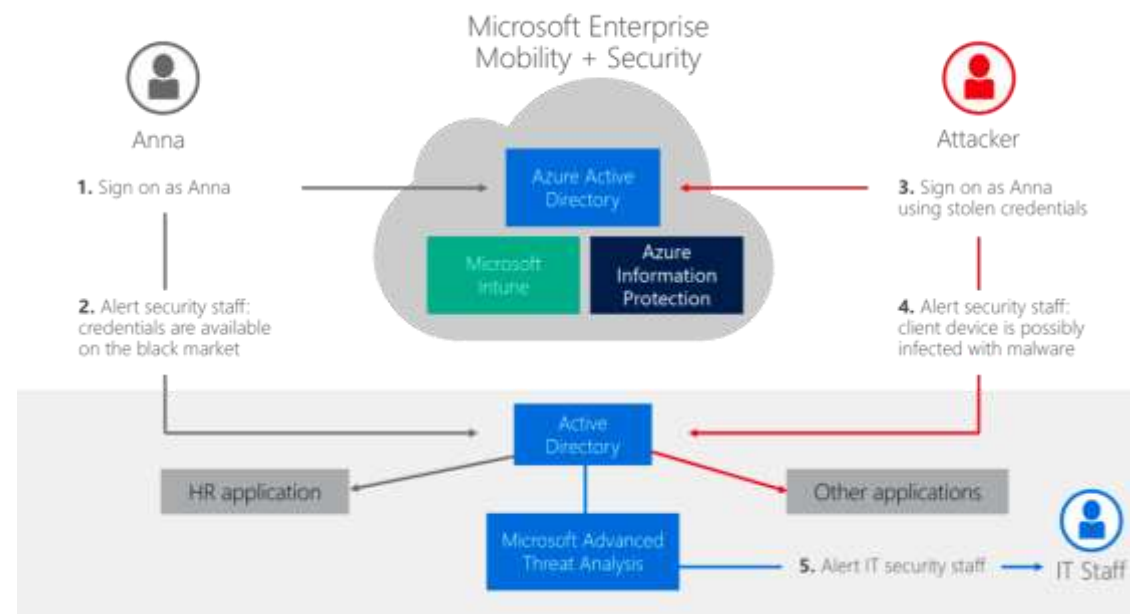 Microsoft Enterprise
Mobility + Security
Anna
Attacker
1. Sign on as Anna
Azure Active
Directory
3. Sign on as Anna
using stolen credentials
Microsoft
Intune
Azure
Information
Protection
2. Alert security staff:
credentials are available
on the black market
4. Alert security staff:
client device is possibly
infected with malware
Active
Directory
HR application
Other applications
Microsoft Advanced
Threat Analysis
5. Alert IT security staff
IT Staff